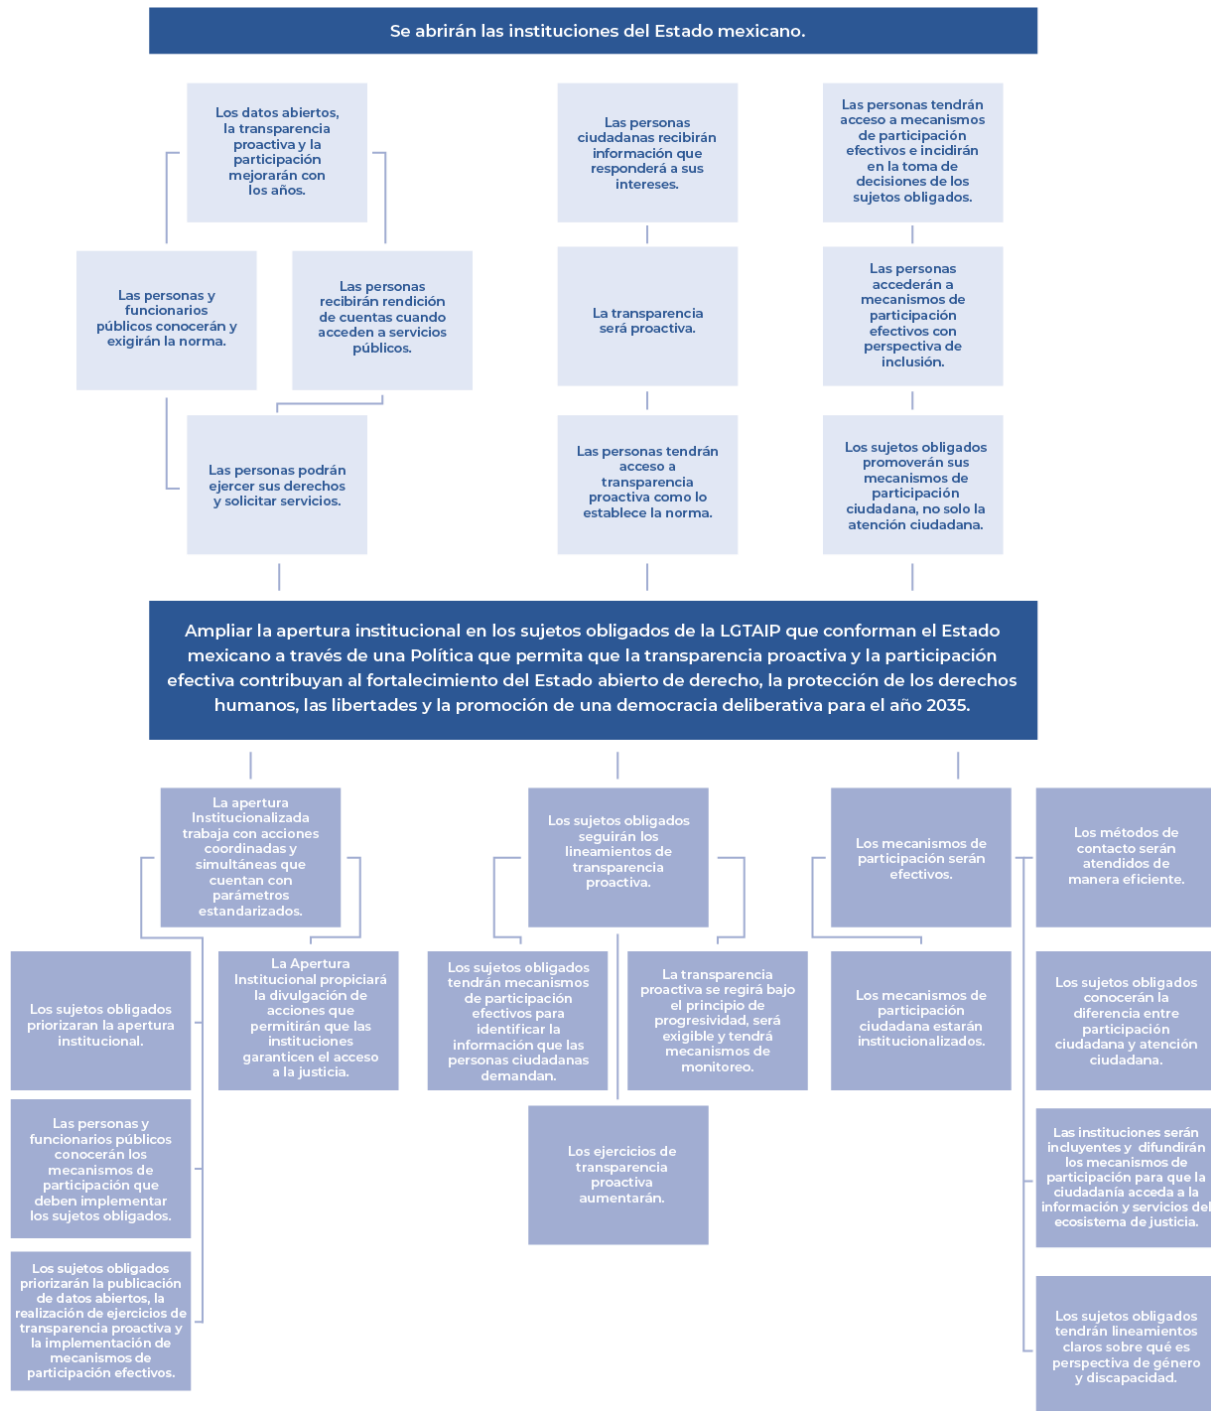 Se abrirán las instituciones del Estado mexicano.
Los datos abiertos,
la transparencia
proactiva y la
participación
mejorarán con
los años.
Las personas
ciudadanas recibirán
información que
responderá a sus
intereses.
Las personas tendrán
acceso a mecanismos
de participación
efectivos e incidirán
en la toma de
decisiones de los
sujetos obligados.
Las personas y
funcionarios
públicos conocerán y
exigirán la norma.
Las personas
recibirán rendición
de cuentas cuando
acceden a servicios
públicos.
La transparencia
será proactiva.
Las personas
accederán a
mecanismos de
participación
efectivos con
perspectiva de
inclusión.
Las personas podrán
ejercer sus derechos
y solicitar servicios.
Las personas tendrán
acceso a
transparencia
proactiva como lo
establece la norma.
Los sujetos obligados
promoverán sus
mecanismos de
participación
ciudadana, no solo la
atención ciudadana.
Ampliar la apertura institucional en los sujetos obligados de la LGTAIP que conforman el Estado
mexicano a través de una Política que permita que la transparencia proactiva y la participación
efectiva contribuyan al fortalecimiento del Estado abierto de derecho, la protección de los derechos
humanos, las libertades y la promoción de una democracia deliberativa para el año 2035.
La apertura
Institucionalizada
trabaja con acciones
coordinadas y
simultáneas que
cuentan con
parámetros
estandarizados.
Los sujetos obligados
seguirán los
lineamientos de
transparencia
proactiva.
Los mecanismos de
participación serán
efectivos.
Los métodos de
contacto serán
atendidos de
manera eficiente.
Los sujetos obligados
priorizaran la apertura
institucional.
La Apertura
Institucional propiciará
la divulgación de
acciones que
permitirán que las
instituciones
garanticen el acceso
a la justicia.
Los sujetos obligados
tendrán mecanismos
de participación
efectivos para
identificar la
información que las
personas ciudadanas
demandan.
La transparencia
proactiva se regirá bajo
el principio de
progresividad, será
exigible y tendrá
mecanismos de
monitoreo.
Los mecanismos de
participación
ciudadana estarán
institucionalizados.
Los sujetos obligados
conocerán la
diferencia entre
participación
ciudadana y atención
ciudadana.
Las personas y
funcionarios públicos
conocerán los
mecanismos de
participación que
deben implementar
los sujetos obligados.
Los ejercicios de
transparencia
proactiva
aumentarán.
Las instituciones serán
incluyentes y difundirán
los mecanismos de
participación para que la
ciudadanía acceda a la
información y servicios del
ecosistema de justicia.
Los sujetos obligados
priorizarán la publicación
de datos abiertos, la
realización de ejercicios de
transparencia proactiva y
la implementación de
mecanismos de
participación efectivos.
Los sujetos obligados
tendrán lineamientos
claros sobre qué es
perspectiva de género
y discapacidad.